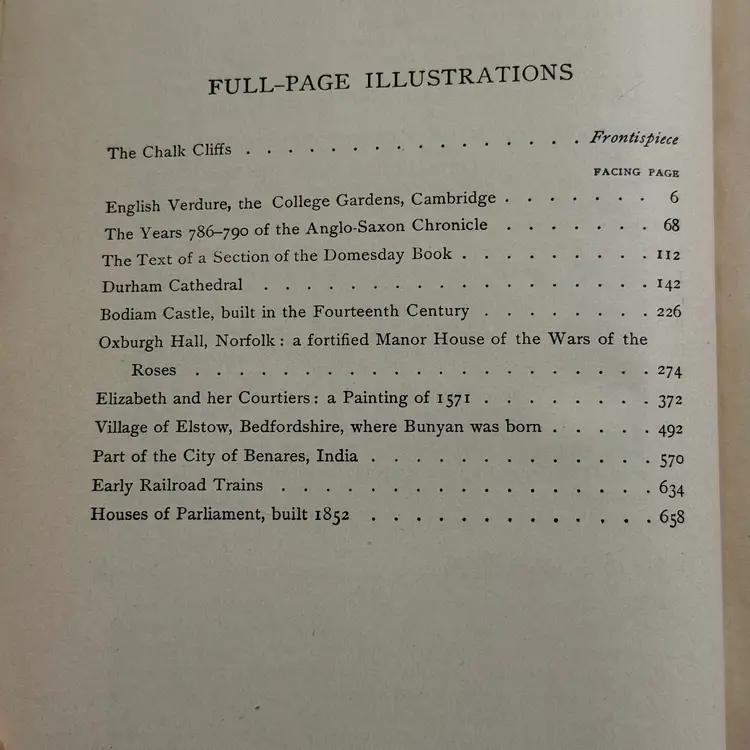 FULL-PAGE ILLUSTRATIONS
The Chalk Cliffs . . . . . . . . . . . . . . . Frontispiece
FACING PAGE
English Verdure, the College Gardens, Cambridge . . . . . . . 6
The Years 786–790 of the Anglo-Saxon Chronicle . . . . . . 68
The Text of a Section of the Domesday Book . . . . . . . . . 112
Durham Cathedral . . . . . . . . . . . . . . . 142
Bodiam Castle, built in the Fourteenth Century . . . . . . . 226
Oxburgh Hall, Norfolk: a fortified Manor House of the Wars of the
Roses . . . . . . . . . . . . . . . . . 274
Elizabeth and her Courtiers: a Painting of 1571 . . . . . . . . 372
Village of Elstow, Bedfordshire, where Bunyan was born . . . . . 492
Part of the City of Benares, India . . . . . . . . . . . 570
Early Railroad Trains . . . . . . . . . . . . . . 634
Houses of Parliament, built 1852 . . . . . . . . . . . 658